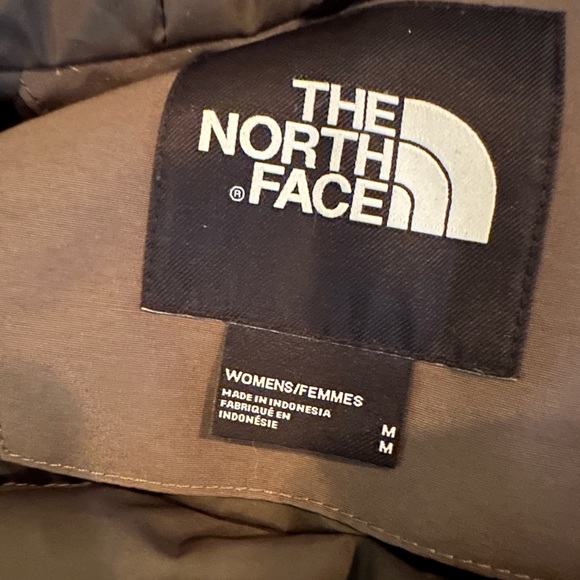 THE
NORTH
® FACE
WOMENS/FEMMES
MADE IN INDONESIA
FABRIQUÉ EN
INDONÉSIE
M
M